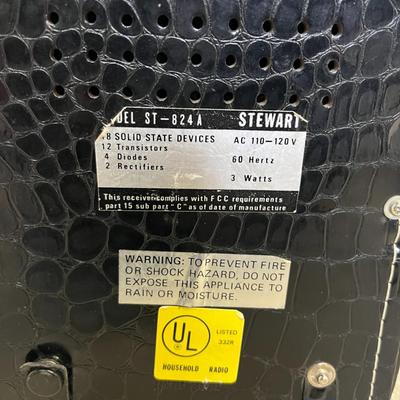 DEL ST-824A STEWART
18 SOLID STATE DEVICES AC 110-120V
12 Transistors
4 Diodes 60 Hertz
2 Rectifiers 3 Watts
This receiver complies with FCC requirements
part 15 sub part "C" as of date of manufacture
WARNING: TO PREVENT FIRE
OR SHOCK HAZARD, DO NOT
EXPOSE THIS APPLIANCE TO
RAIN OR MOISTURE.
UL LISTED
332R
HOUSEHOLD RADIO